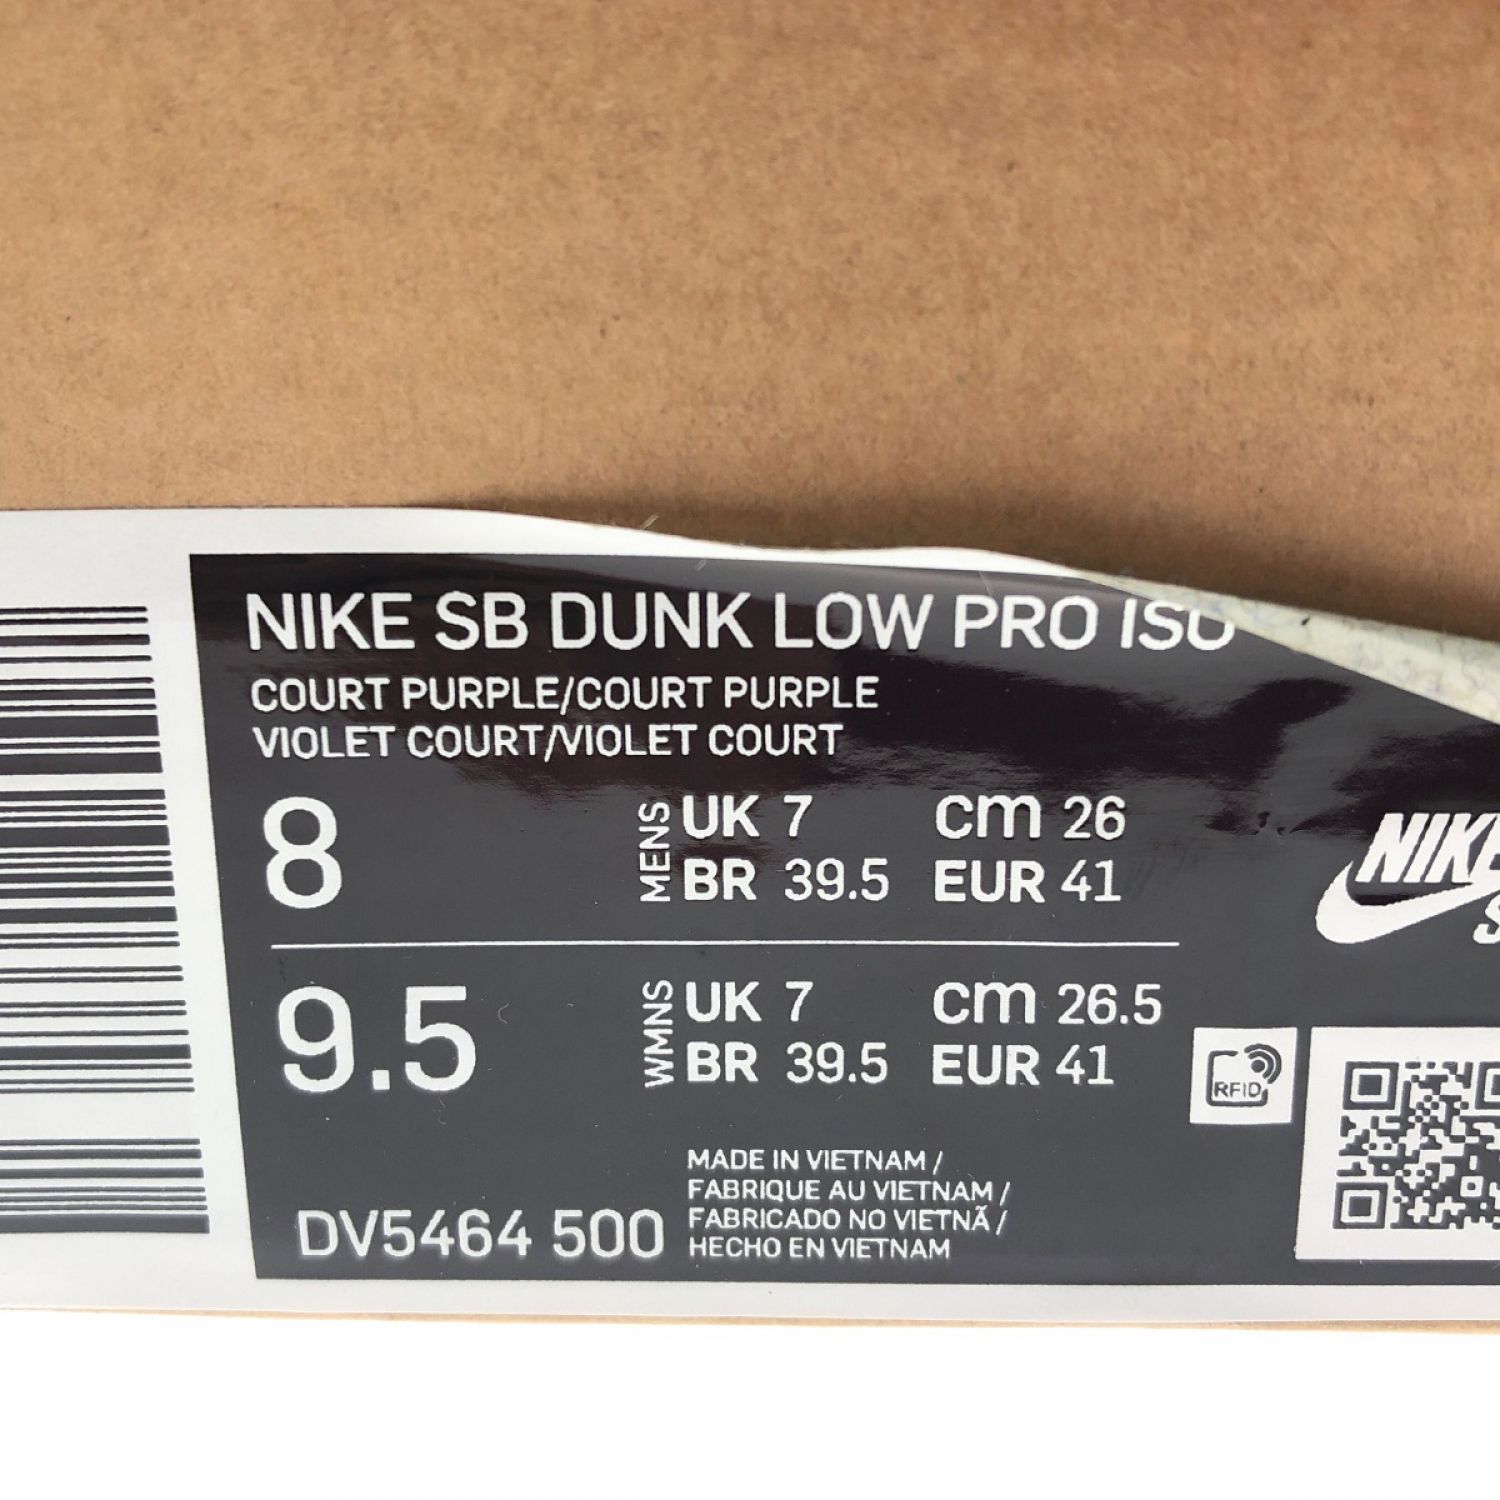 NIKE SB DUNK LOW PRO ISO
COURT PURPLE/COURT PURPLE
VIOLET COURT/VIOLET COURT
8 MENS UK 7 cm 26
BR 39.5 EUR 41
9.5 WMNS UK 7 cm 26.5
BR 39.5 EUR 41
NIKE
RFID
MADE IN VIETNAM /
FABRIQUE AU VIETNAM /
FABRICADO NO VIETNÃ /
HECHO EN VIETNAM
DV5464 500